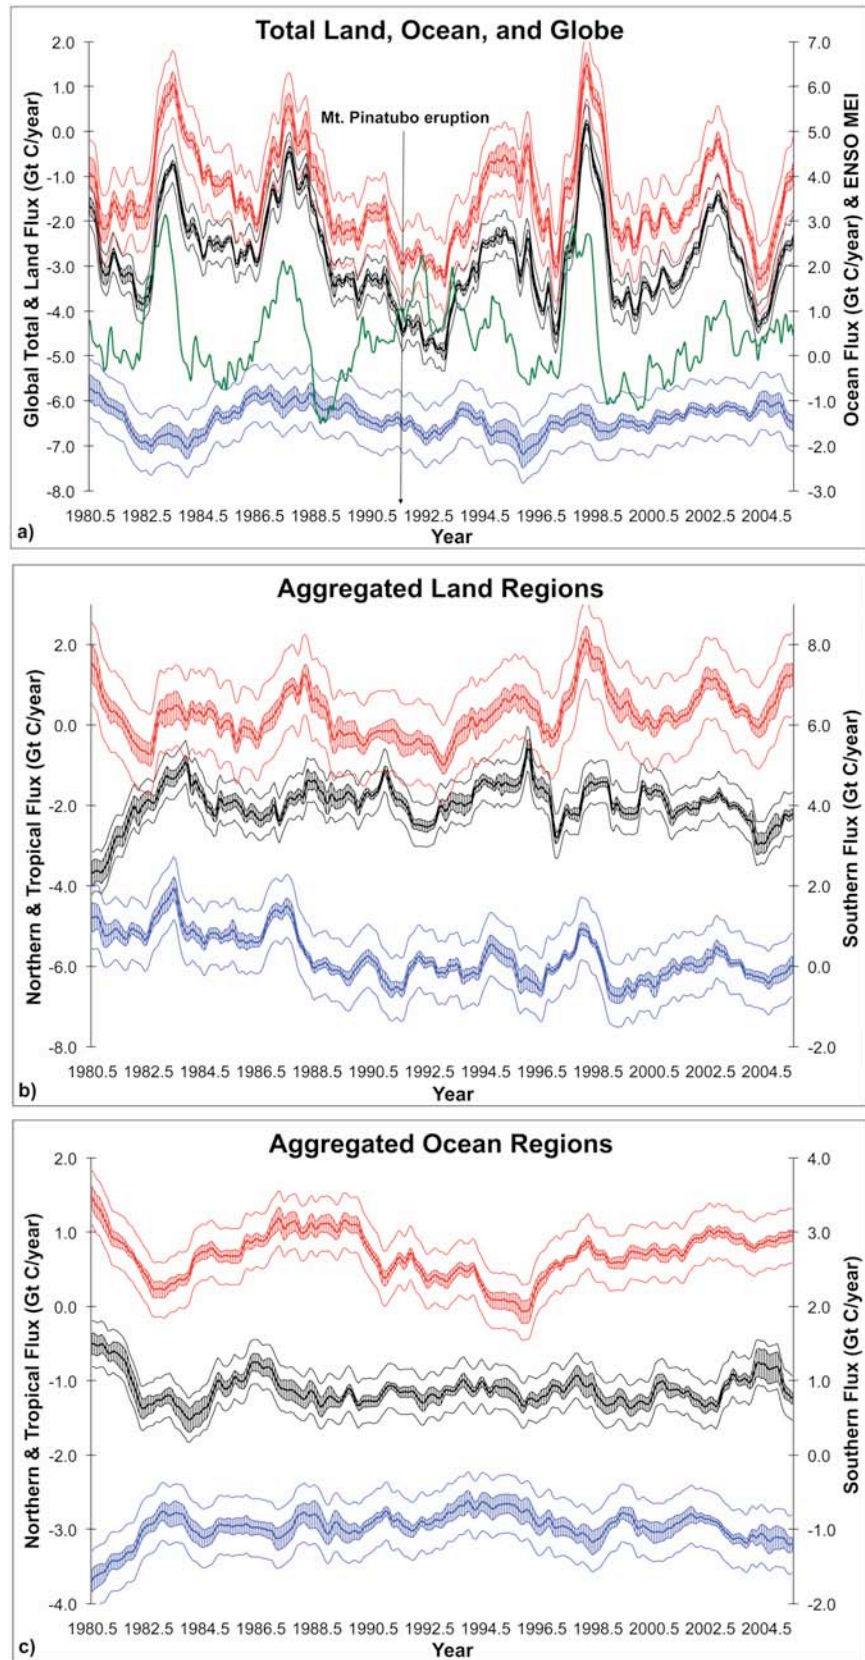 Total Land, Ocean, and Globe
Global Total & Land Flux (Gt C/year)
2.0
1.0
0.0
-1.0
-2.0
-3.0
-4.0
-5.0
-6.0
-7.0
-8.0
Mt. Pinatubo eruption
7.0
6.0
5.0
4.0
3.0
2.0
1.0
0.0
-1.0
-2.0
-3.0
Ocean Flux (Gt C/year) & ENSO MEI
1980.5 1982.5 1984.5 1986.5 1988.5 1990.5 1992.5 1994.5 1996.5 1998.5 2000.5 2002.5 2004.5
Year
a)
Aggregated Land Regions
Northern & Tropical Flux (Gt C/year)
2.0
0.0
-2.0
-4.0
-6.0
-8.0
8.0
6.0
4.0
2.0
0.0
-2.0
Southern Flux (Gt C/year)
1980.5 1982.5 1984.5 1986.5 1988.5 1990.5 1992.5 1994.5 1996.5 1998.5 2000.5 2002.5 2004.5
Year
b)
Aggregated Ocean Regions
Northern & Tropical Flux (Gt C/year)
2.0
1.0
0.0
-1.0
-2.0
-3.0
-4.0
4.0
3.0
2.0
1.0
0.0
-1.0
-2.0
Southern Flux (Gt C/year)
1980.5 1982.5 1984.5 1986.5 1988.5 1990.5 1992.5 1994.5 1996.5 1998.5 2000.5 2002.5 2004.5
Year
c)